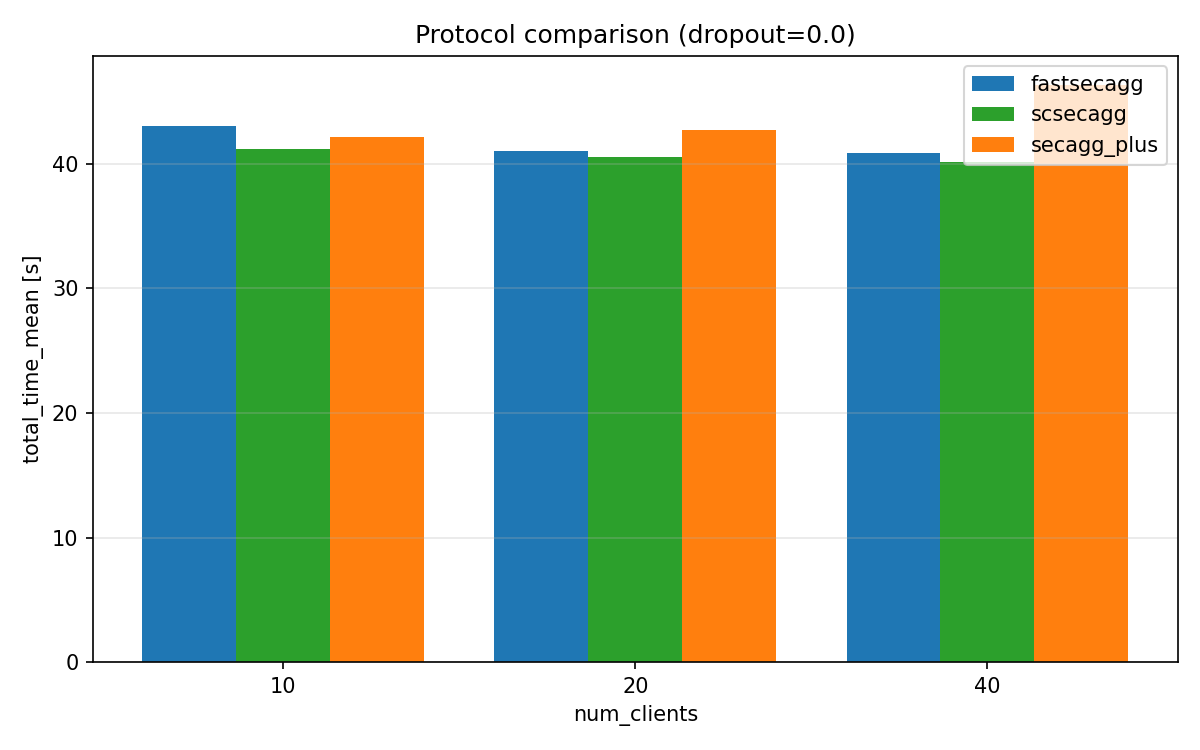 Protocol comparison (dropout=0.0)
fastsecagg
scsecagg
secagg_plus
total_time_mean [s]
40
30
20
10
0
10
20
40
num_clients